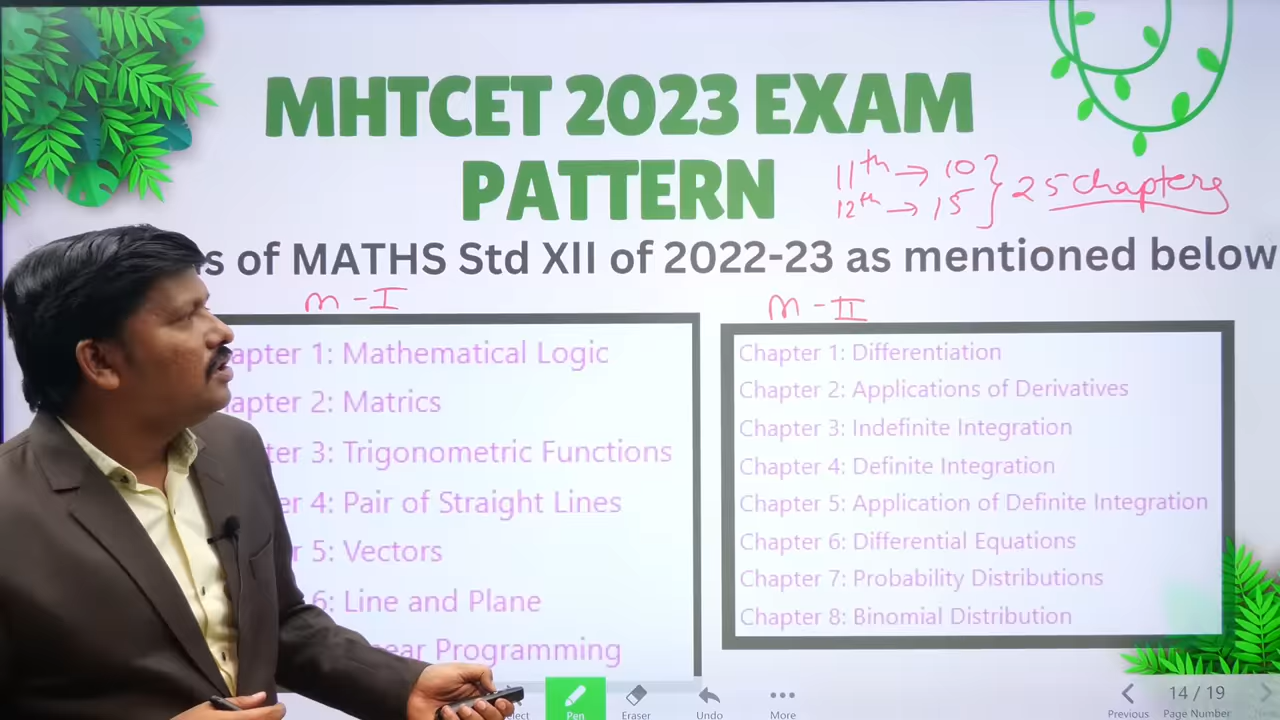 MHTCET 2023 EXAM
PATTERN
11th → 10
12th → 15
25 chapters
s of MATHS Std XII of 2022-23 as mentioned below
M - I
apter 1: Mathematical Logic
apter 2: Matrics
ter 3: Trigonometric Functions
er 4: Pair of Straight Lines
r 5: Vectors
6: Line and Plane
ear Programming
M - II
Chapter 1: Differentiation
Chapter 2: Applications of Derivatives
Chapter 3: Indefinite Integration
Chapter 4: Definite Integration
Chapter 5: Application of Definite Integration
Chapter 6: Differential Equations
Chapter 7: Probability Distributions
Chapter 8: Binomial Distribution
elect
Pen
Eraser
Undo
More
Previous
14 / 19
Page Number